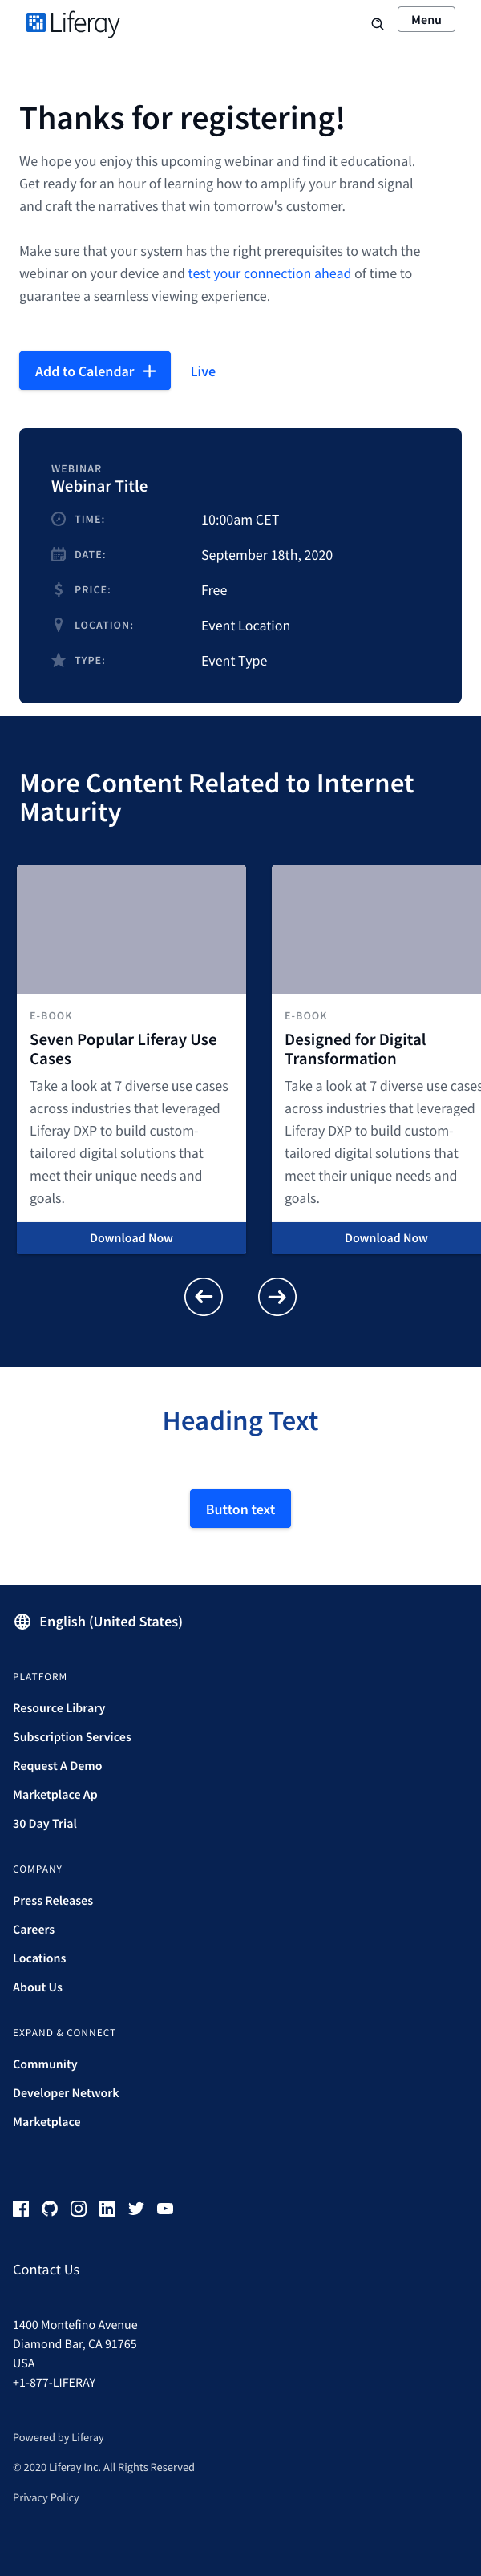 Liferay
Menu
Thanks for registering!
We hope you enjoy this upcoming webinar and find it educational.
Get ready for an hour of learning how to amplify your brand signal
and craft the narratives that win tomorrow's customer.
Make sure that your system has the right prerequisites to watch the
webinar on your device and test your connection ahead of time to
guarantee a seamless viewing experience.
Add to Calendar
Live
WEBINAR
Webinar Title
TIME: 10:00am CET
DATE: September 18th, 2020
PRICE: Free
LOCATION: Event Location
TYPE: Event Type
More Content Related to Internet
Maturity
E-BOOK
Seven Popular Liferay Use
Cases
Take a look at 7 diverse use cases
across industries that leveraged
Liferay DXP to build custom-
tailored digital solutions that
meet their unique needs and
goals.
Download Now
E-BOOK
Designed for Digital
Transformation
Take a look at 7 diverse use cases
across industries that leveraged
Liferay DXP to build custom-
tailored digital solutions that
meet their unique needs and
goals.
Download Now
Heading Text
Button text
English (United States)
PLATFORM
Resource Library
Subscription Services
Request A Demo
Marketplace Ap
30 Day Trial
COMPANY
Press Releases
Careers
Locations
About Us
EXPAND & CONNECT
Community
Developer Network
Marketplace
Contact Us
1400 Montefino Avenue
Diamond Bar, CA 91765
USA
+1-877-LIFERAY
Powered by Liferay
© 2020 Liferay Inc. All Rights Reserved
Privacy Policy